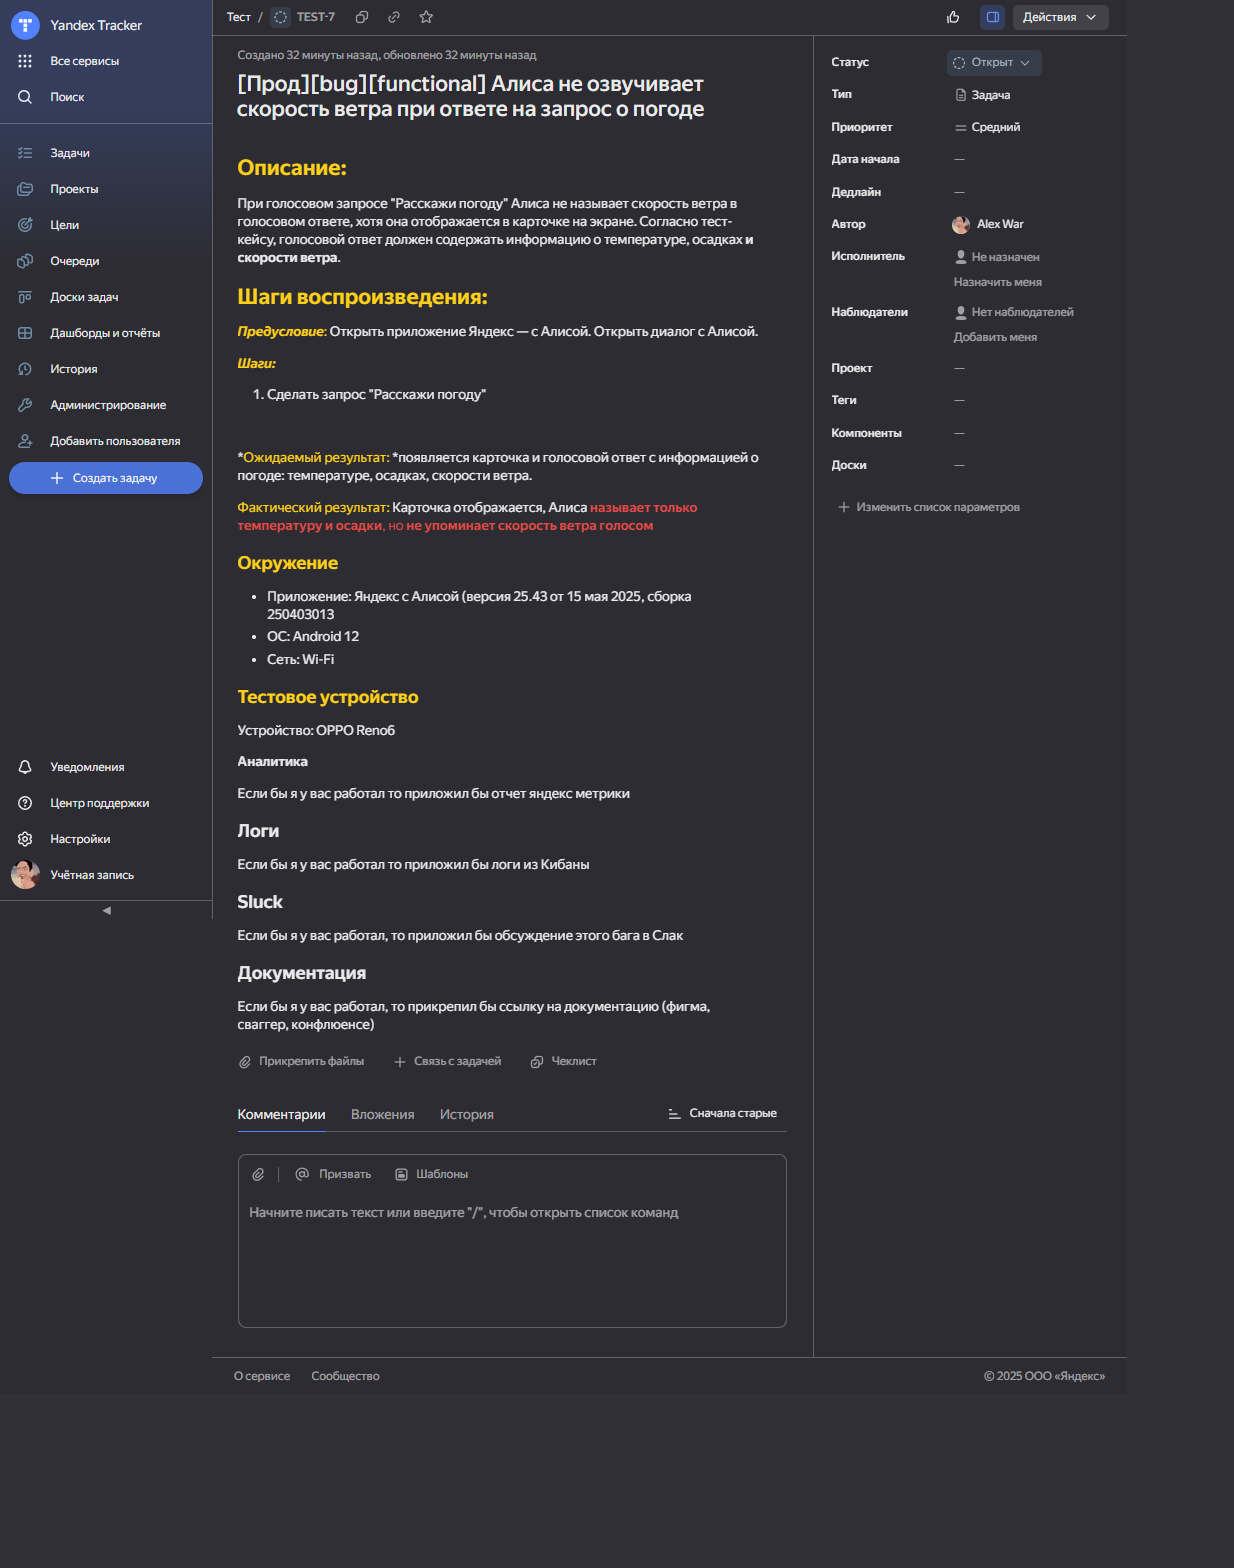 Yandex Tracker
Все сервисы
Поиск
Задачи
Проекты
Цели
Очереди
Доски задач
Дашборды и отчёты
История
Администрирование
Добавить пользователя
Создать задачу
Уведомления
Центр поддержки
Настройки
Учётная запись
Тест / TEST-7
Действия
Создано 32 минуты назад, обновлено 32 минуты назад
[Прод][bug][functional] Алиса не озвучивает
скорость ветра при ответе на запрос о погоде
Описание:
При голосовом запросе "Расскажи погоду" Алиса не называет скорость ветра в
голосовом ответе, хотя она отображается в карточке на экране. Согласно тест-
кейсу, голосовой ответ должен содержать информацию о температуре, осадках и
скорости ветра.
Шаги воспроизведения:
Предусловие: Открыть приложение Яндекс — с Алисой. Открыть диалог с Алисой.
Шаги:
1. Сделать запрос "Расскажи погоду"
*Ожидаемый результат: *появляется карточка и голосовой ответ с информацией о
погоде: температуре, осадках, скорости ветра.
Фактический результат: Карточка отображается, Алиса называет только
температуру и осадки, но не упоминает скорость ветра голосом
Окружение
• Приложение: Яндекс с Алисой (версия 25.43 от 15 мая 2025, сборка
250403013
• ОС: Android 12
• Сеть: Wi-Fi
Тестовое устройство
Устройство: OPPO Reno6
Аналитика
Если бы я у вас работал то приложил бы отчет яндекс метрики
Логи
Если бы я у вас работал то приложил бы логи из Кибаны
Sluck
Если бы я у вас работал, то приложил бы обсуждение этого бага в Слак
Документация
Если бы я у вас работал, то прикрепил бы ссылку на документацию (фигма,
сваггер, конфлюенсе)
Прикрепить файлы
Связь с задачей
Чеклист
Комментарии
Вложения
История
Сначала старые
Призвать
Шаблоны
Начните писать текст или введите "/", чтобы открыть список команд
Статус Открыт
Тип Задача
Приоритет Средний
Дата начала —
Дедлайн —
Автор Alex War
Исполнитель Не назначен
Назначить меня
Наблюдатели Нет наблюдателей
Добавить меня
Проект —
Теги —
Компоненты —
Доски —
Изменить список параметров
О сервисе
Сообщество
© 2025 ООО «Яндекс»